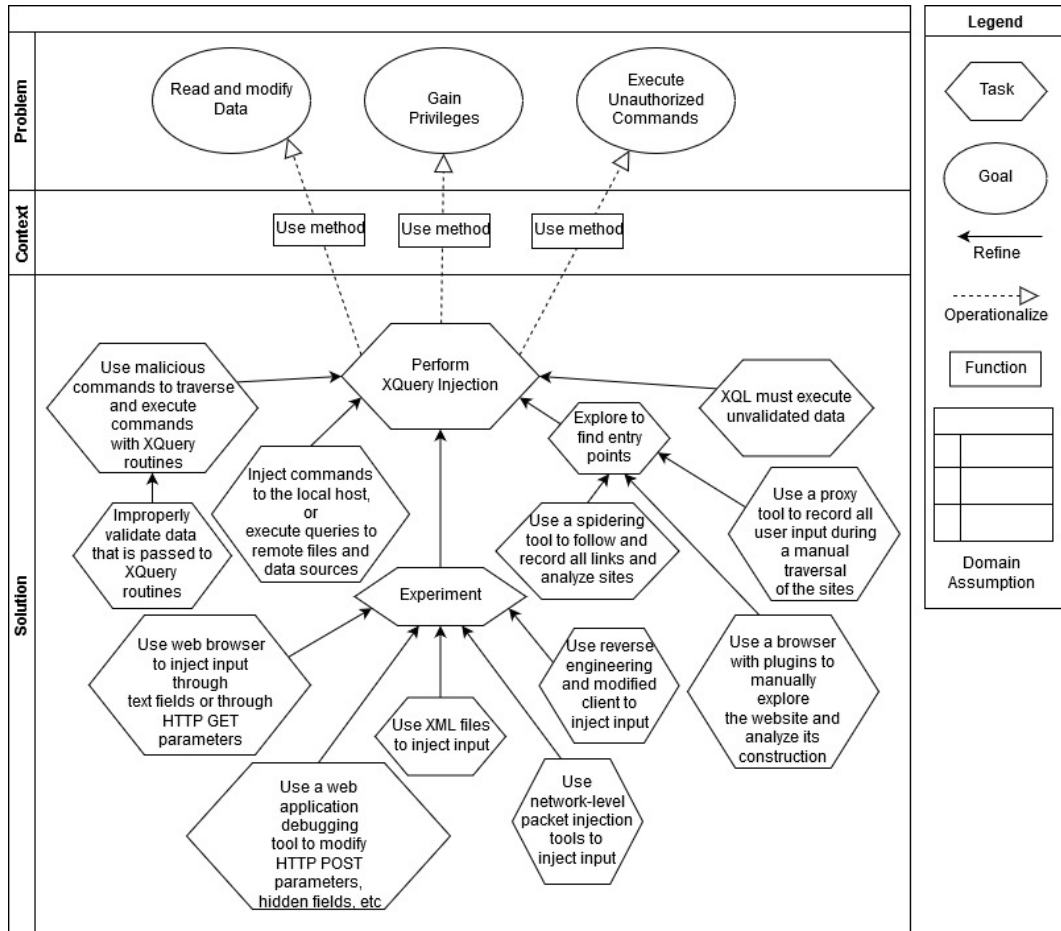 Problem
Read and modify
Data
Gain
Privileges
Execute
Unauthorized
Commands
Context
Use method
Use method
Use method
Solution
Perform
XQuery Injection
Use malicious
commands to traverse
and execute
commands
with XQuery
routines
XQL must execute
unvalidated data
Explore to
find entry
points
Inject commands
to the local host,
or
execute queries to
remote files and
data sources
Improperly
validate data
that is passed to
XQuery
routines
Use a spidering
tool to follow and
record all links and
analyze sites
Use a proxy
tool to record all
user input during
a manual
traversal
of the sites
Experiment
Use web browser
to inject input
through
text fields or through
HTTP GET
parameters
Use reverse
engineering
and modified
client to
inject input
Use a browser
with plugins to
manually
explore
the website and
analyze its
construction
Use XML files
to inject input
Use a web
application
debugging
tool to modify
HTTP POST
parameters,
hidden fields, etc
Use
network-level
packet injection
tools to
inject input
Legend
Task
Goal
Refine
Operationalize
Function
Domain
Assumption